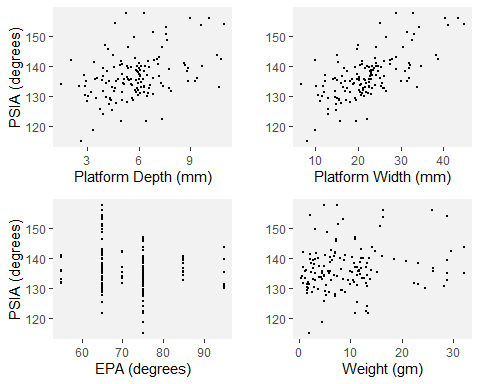 PSIA (degrees)
150
140
130
120
3 6 9
Platform Depth (mm)
150
140
130
120
10 20 30 40
Platform Width (mm)
PSIA (degrees)
150
140
130
120
60 70 80 90
EPA (degrees)
150
140
130
120
0 10 20 30
Weight (gm)